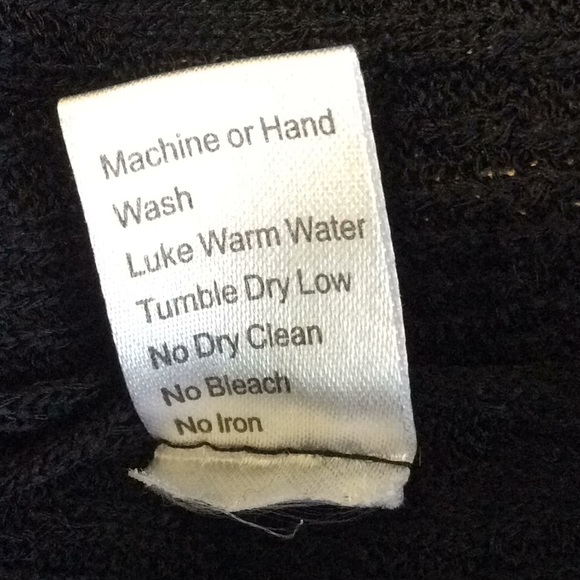 Machine or Hand
Wash
Luke Warm Water
Tumble Dry Low
No Dry Clean
No Bleach
No Iron